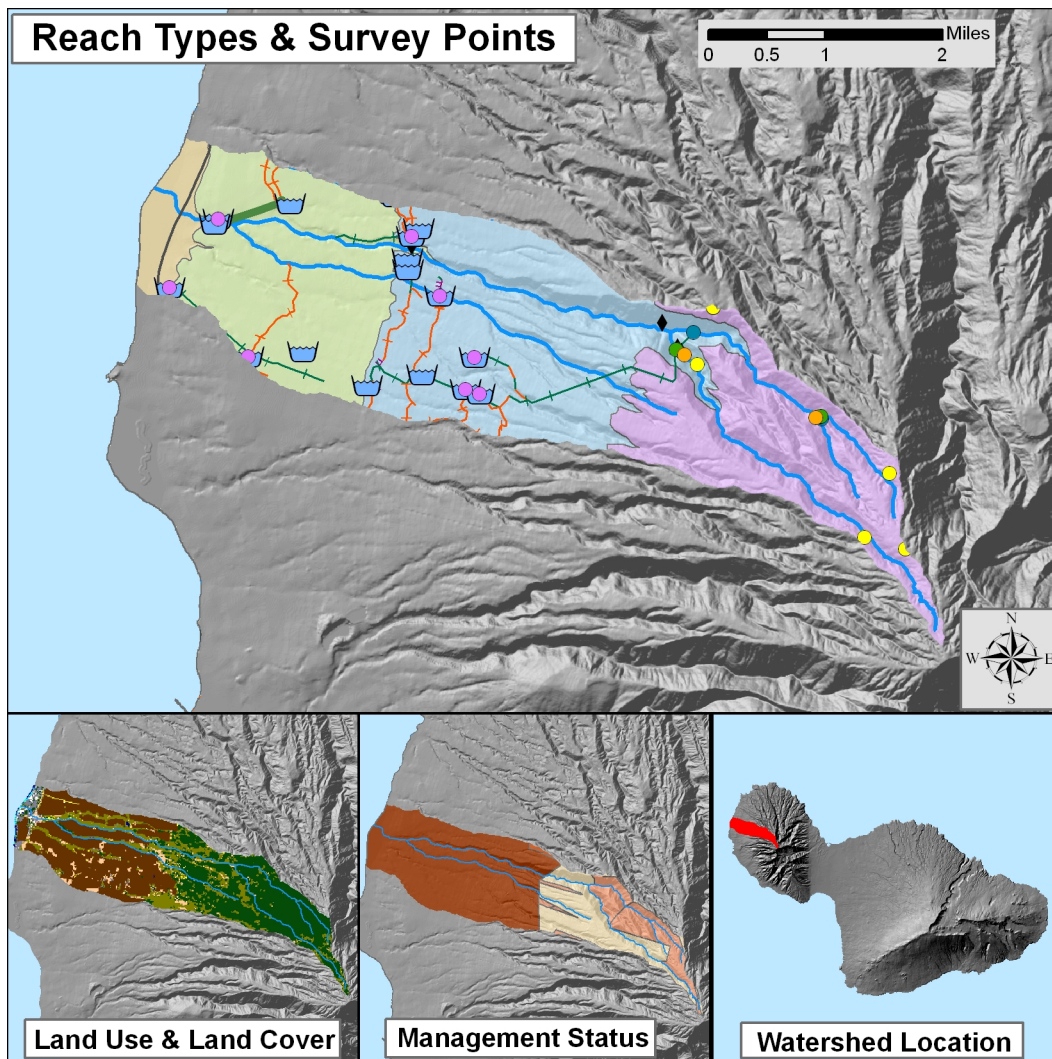 Reach Types & Survey Points
Miles
0 0.5 1 2
N
W E
S
Land Use & Land Cover
Management Status
Watershed Location